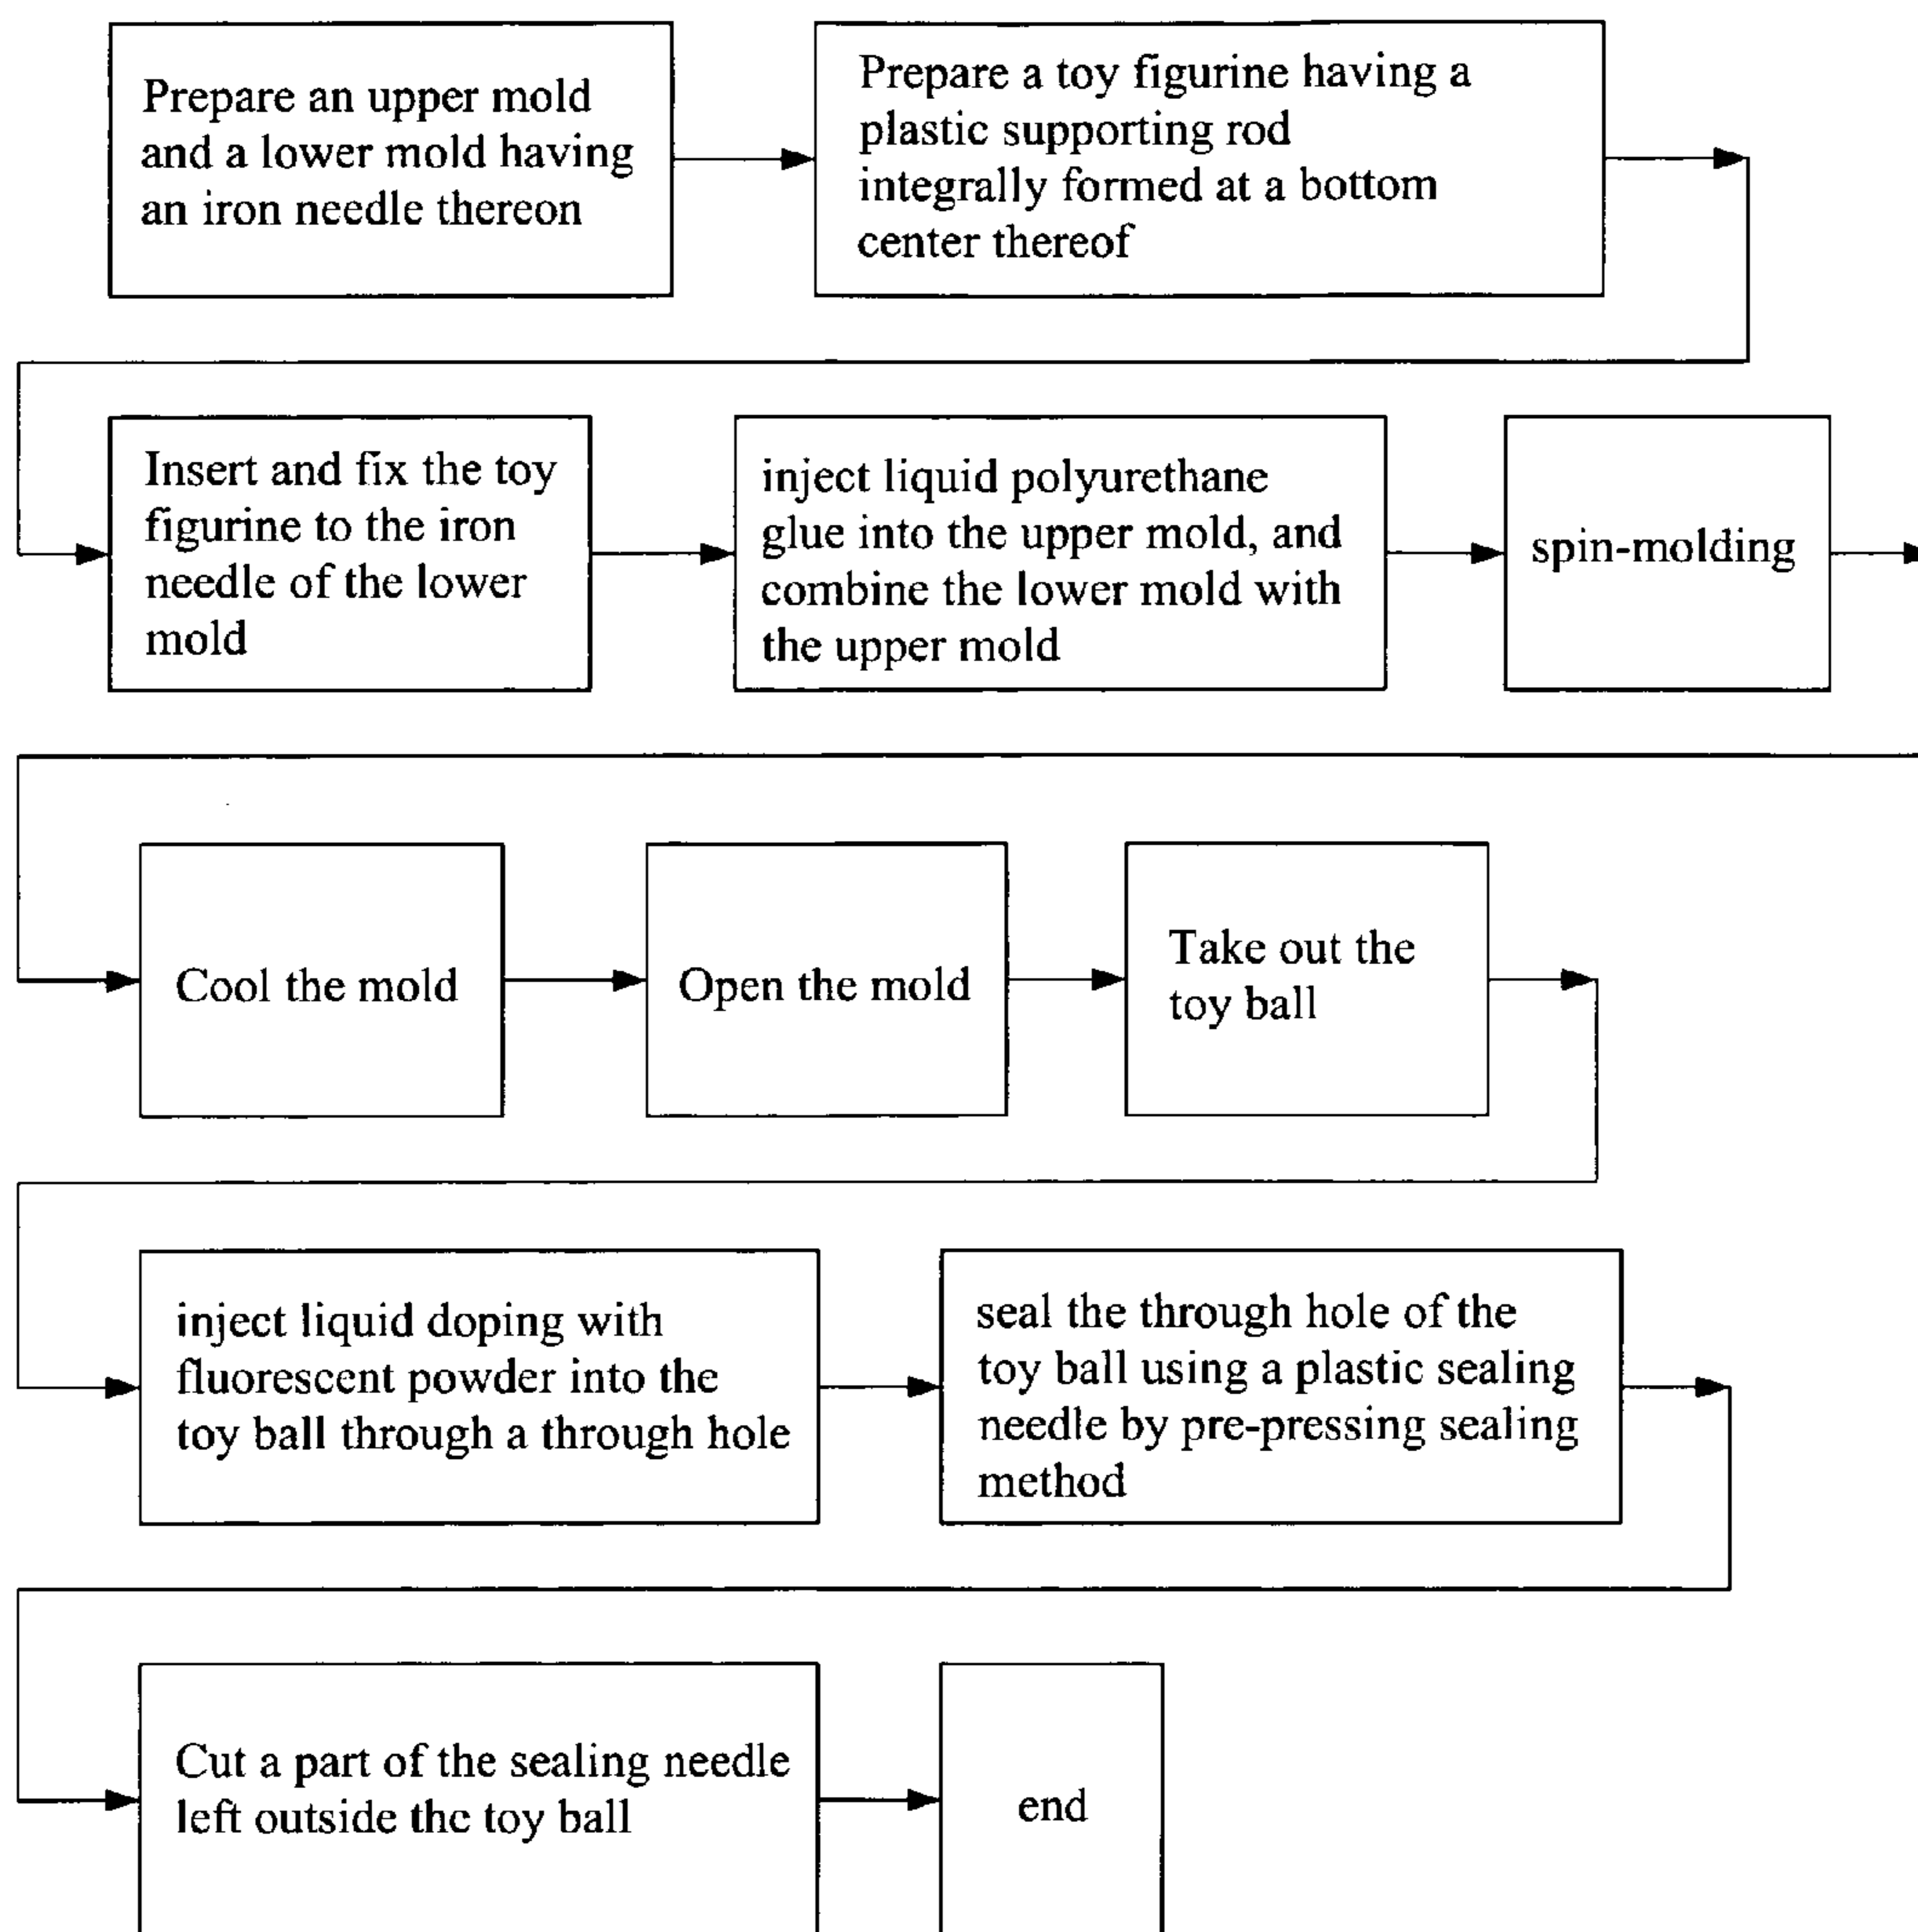 Prepare an upper mold
and a lower mold having
an iron needle thereon
Prepare a toy figurine having a
plastic supporting rod
integrally formed at a bottom
center thereof
Insert and fix the toy
figurine to the iron
needle of the lower
mold
inject liquid polyurethane
glue into the upper mold, and
combine the lower mold with
the upper mold
spin-molding
Cool the mold
Open the mold
Take out the
toy ball
inject liquid doping with
fluorescent powder into the
toy ball through a through hole
seal the through hole of the
toy ball using a plastic sealing
needle by pre-pressing sealing
method
Cut a part of the sealing needle
left outside the toy ball
end